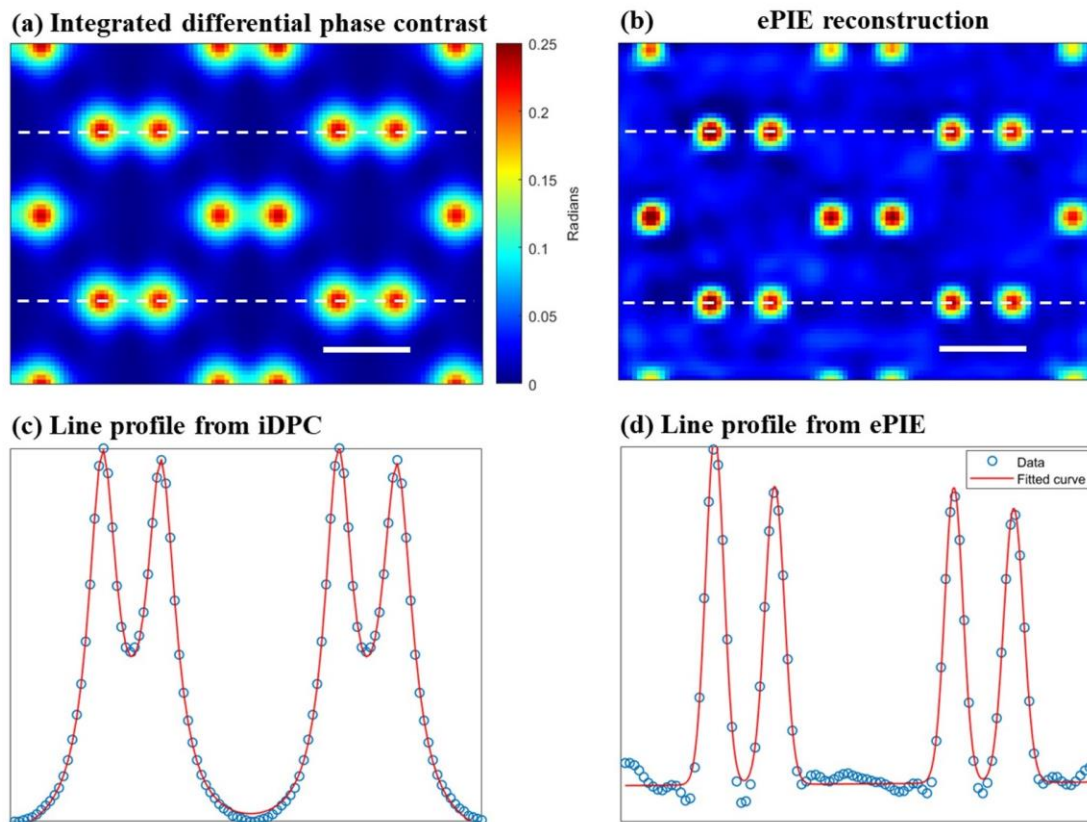 (a) Integrated differential phase contrast
(b) ePIE reconstruction
0.25
0.2
0.15
0.1
0.05
0
Radians
(c) Line profile from iDPC
(d) Line profile from ePIE
Data
Fitted curve